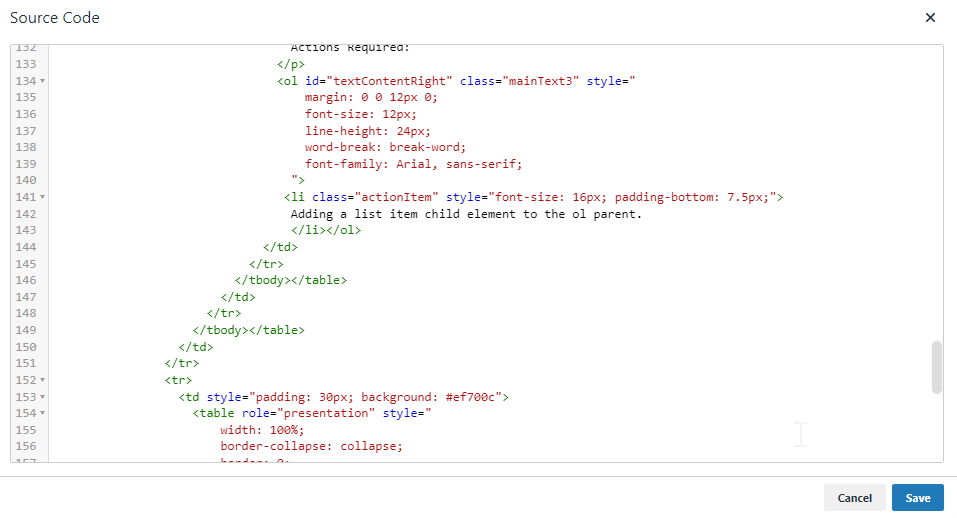 Source Code
132 Actions Required:
133 </p>
134 <ol id="textContentRight" class="mainText3" style="
135 margin: 0 0 12px 0;
136 font-size: 12px;
137 line-height: 24px;
138 word-break: break-word;
139 font-family: Arial, sans-serif;
140 ">
141 <li class="actionItem" style="font-size: 16px; padding-bottom: 7.5px;">
142 Adding a list item child element to the ol parent.
143 </li></ol>
144 </td>
145 </tr>
146 </tbody></table>
147 </td>
148 </tr>
149 </tbody></table>
150 </td>
151 </tr>
152 <tr>
153 <td style="padding: 30px; background: #ef700c">
154 <table role="presentation" style="
155 width: 100%;
156 border-collapse: collapse;
157 border: 0;
Cancel Save